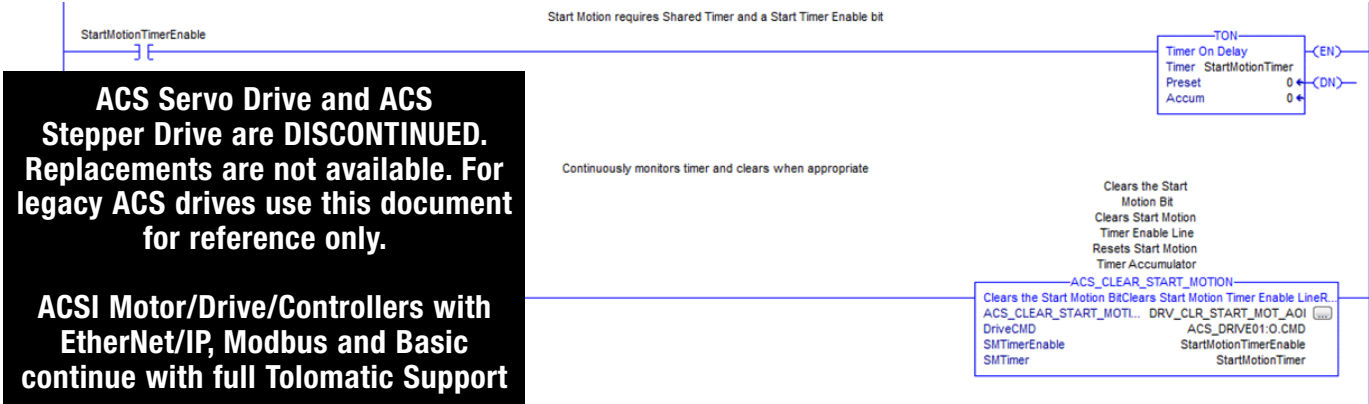 Start Motion requires Shared Timer and a Start Timer Enable bit
StartMotionTimerEnable
TON
Timer On Delay
Timer StartMotionTimer
Preset 0
Accum 0
(EN)
(DN)
ACS Servo Drive and ACS
Stepper Drive are DISCONTINUED.
Replacements are not available. For
legacy ACS drives use this document
for reference only.
ACSI Motor/Drive/Controllers with
EtherNet/IP, Modbus and Basic
continue with full Tolomatic Support
Continuously monitors timer and clears when appropriate
Clears the Start
Motion Bit
Clears Start Motion
Timer Enable Line
Resets Start Motion
Timer Accumulator
ACS_CLEAR_START_MOTION
Clears the Start Motion BitClears Start Motion Timer Enable LineR...
ACS_CLEAR_START_MOTI... DRV_CLR_START_MOT_AOI ...
DriveCMD ACS_DRIVE01:O.CMD
SMTimerEnable StartMotionTimerEnable
SMTimer StartMotionTimer